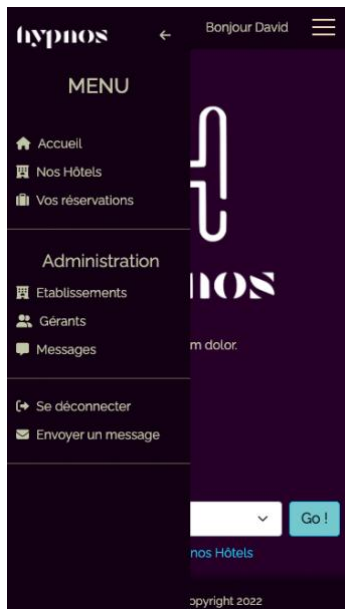 hypnos
Bonjour David
MENU
Accueil
Nos Hôtels
Vos réservations
Administration
Etablissements
Gérants
Messages
Se déconnecter
Envoyer un message
m dolor.
Go !
nos Hôtels
opyright 2022